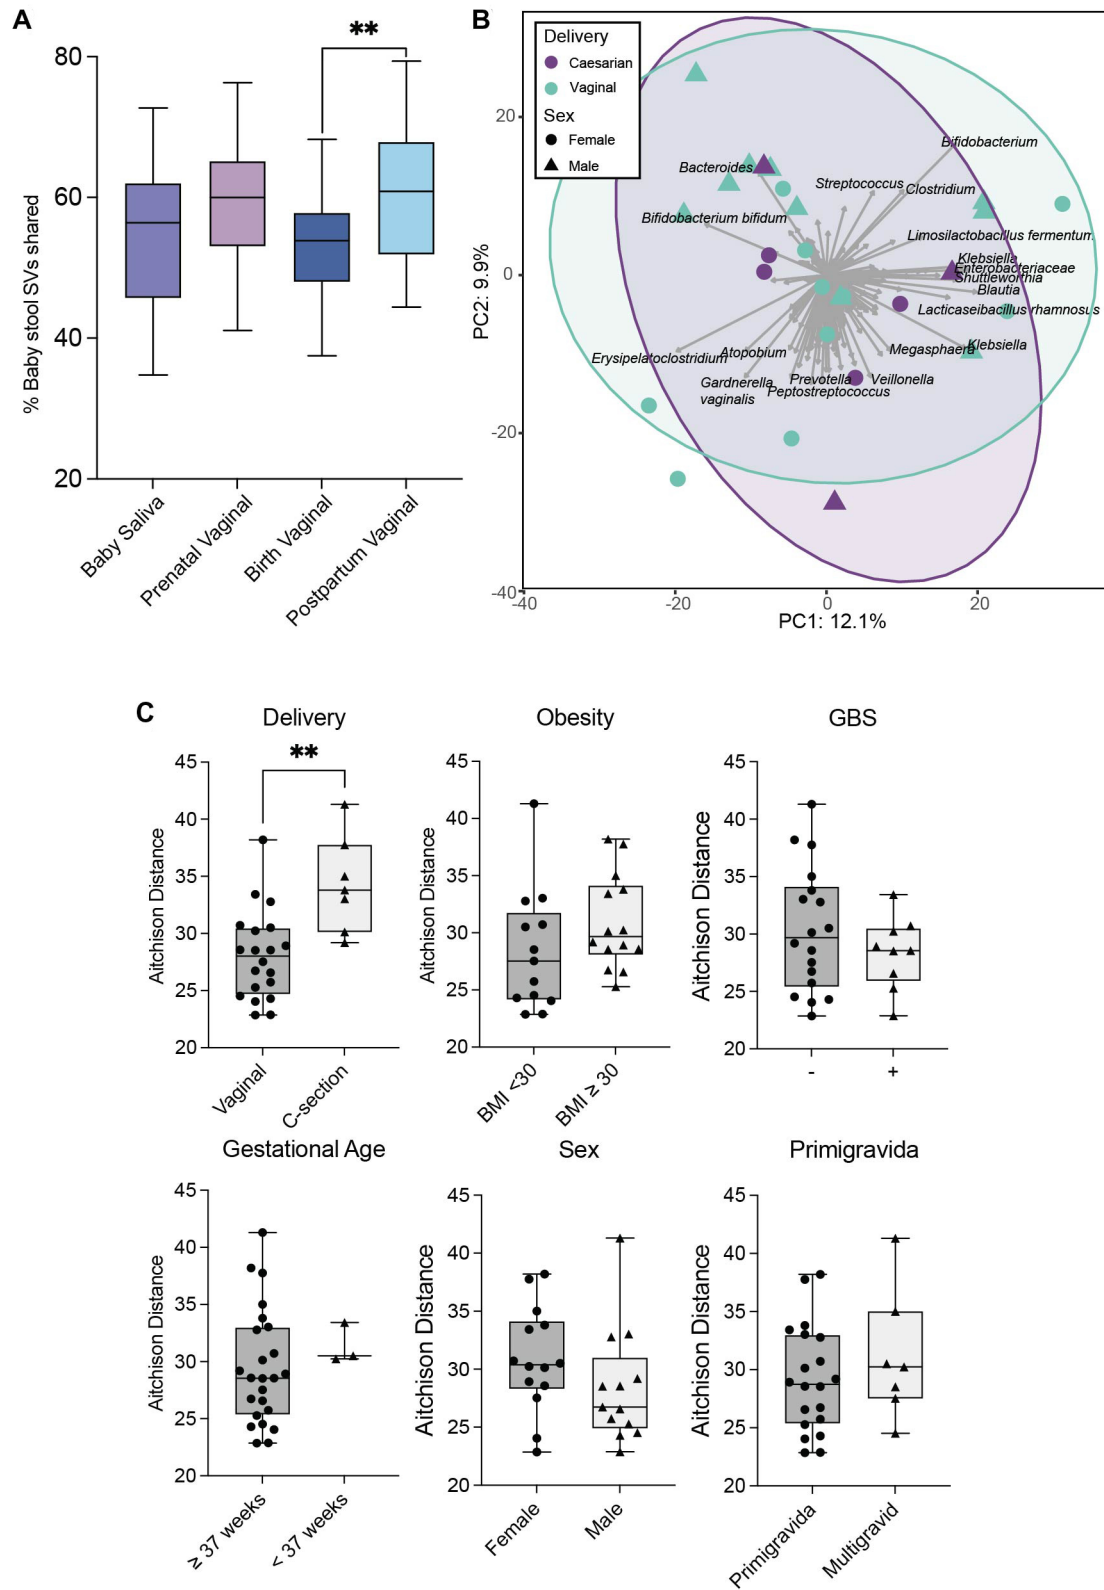 A
**
80
60
40
20
% Baby stool SVs shared
Baby Saliva
Prenatal Vaginal
Birth Vaginal
Postpartum Vaginal
B
Delivery
Caesarian
Vaginal
Sex
Female
Male
20
0
-20
-40
PC2: 9.9%
-40
-20
0
20
PC1: 12.1%
Bifidobacterium
Bacteroides
Streptococcus
Clostridium
Bifidobacterium bifidum
Limosilactobacillus fermentum
Klebsiella
Enterobacteriaceae
Shuttleworthia
Blautia
Lacticaseibacillus rhamnosus
Erysipelatoclostridium
Atopobium
Megasphaera
Klebsiella
Gardnerella
vaginalis
Prevotella
Veillonella
Peptostreptococcus
C
Delivery
**
45
40
35
30
25
20
Aitchison Distance
Vaginal
C-section
Obesity
45
40
35
30
25
20
Aitchison Distance
BMI <30
BMI ≥ 30
GBS
45
40
35
30
25
20
Aitchison Distance
-
+
Gestational Age
45
40
35
30
25
20
Aitchison Distance
≥ 37 weeks
< 37 weeks
Sex
45
40
35
30
25
20
Aitchison Distance
Female
Male
Primigravida
45
40
35
30
25
20
Aitchison Distance
Primigravida
Multigravid